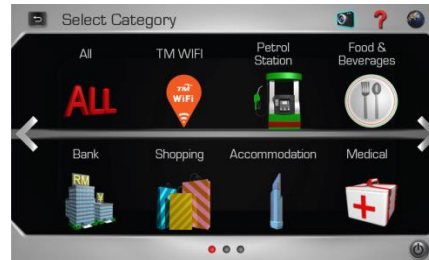 Select Category
?
All
TM WIFI
Petrol
Station
Food &
Beverages
ALL
TM
WiFi
Bank
Shopping
Accommodation
Medical
RM
¥